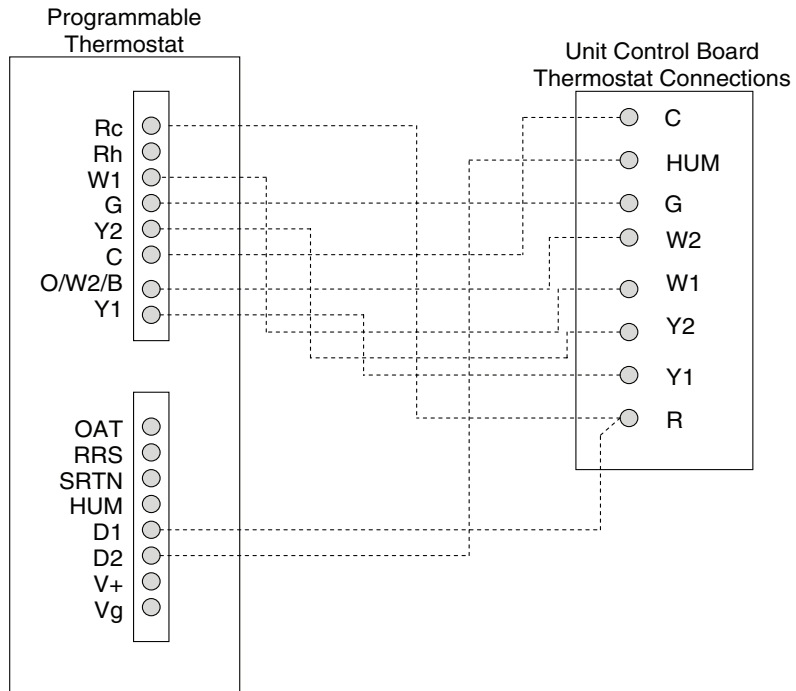 Programmable
Thermostat
Rc
Rh
W1
G
Y2
C
O/W2/B
Y1
OAT
RRS
SRTN
HUM
D1
D2
V+
Vg
Unit Control Board
Thermostat Connections
C
HUM
G
W2
W1
Y2
Y1
R